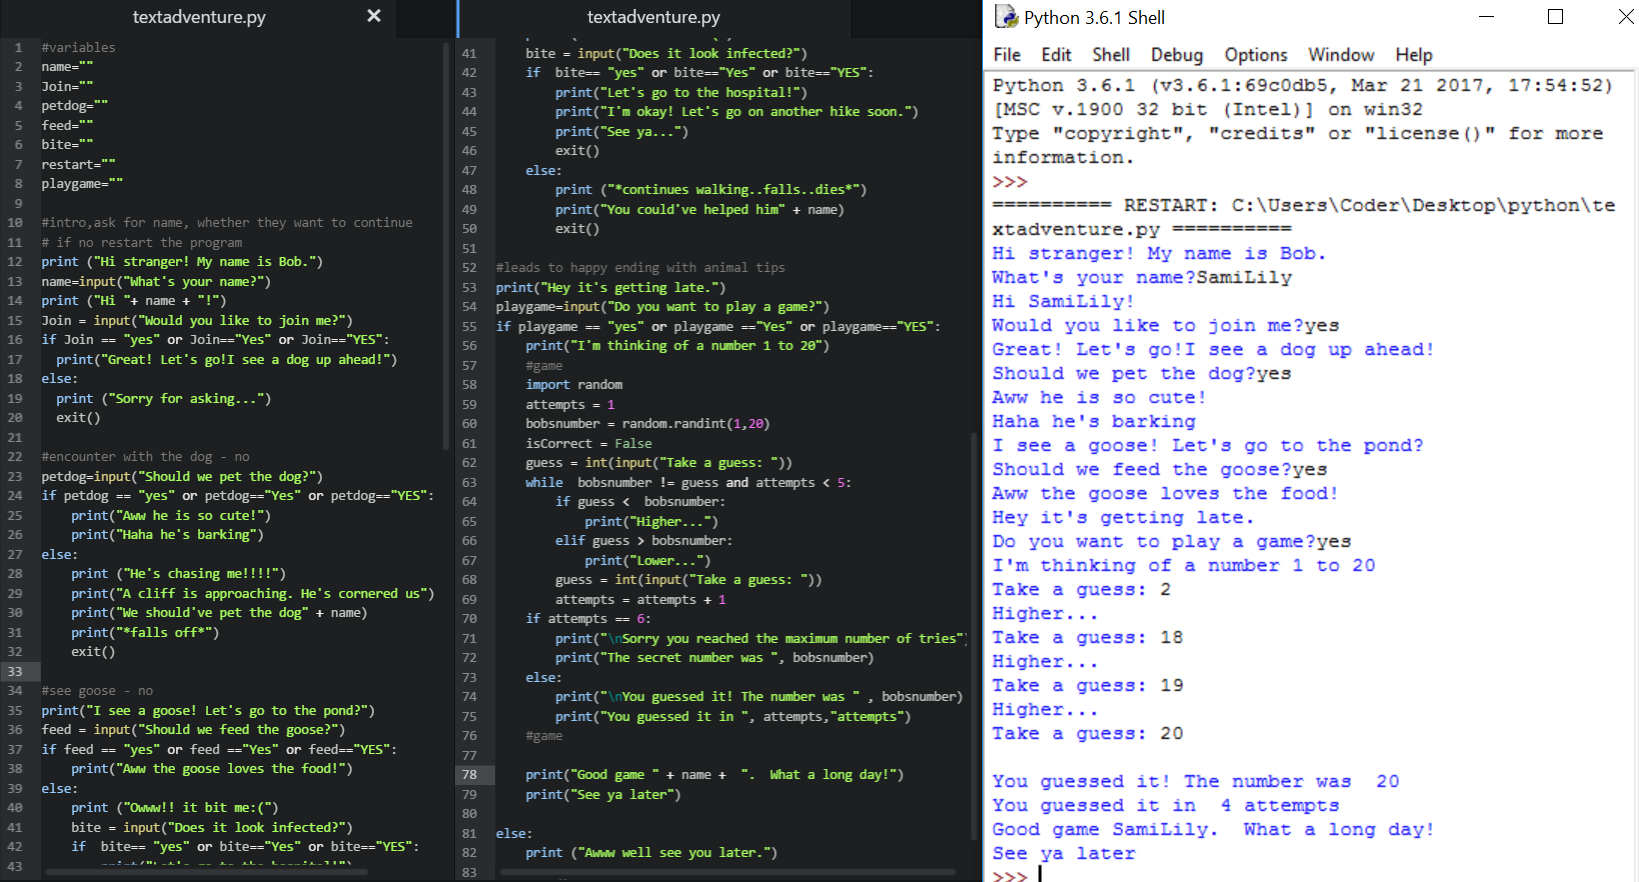 textadventure.py
1 #variables
2 name=""
3 Join=""
4 petdog=""
5 feed=""
6 bite=""
7 restart=""
8 playgame=""
9
10 #intro,ask for name, whether they want to continue
11 # if no restart the program
12 print ("Hi stranger! My name is Bob.")
13 name=input("What's your name?")
14 print ("Hi "+ name + "!")
15 Join = input("Would you like to join me?")
16 if Join == "yes" or Join=="Yes" or Join=="YES":
17   print("Great! Let's go!I see a dog up ahead!")
18 else:
19   print ("Sorry for asking...")
20   exit()
21
22 #encounter with the dog - no
23 petdog=input("Should we pet the dog?")
24 if petdog == "yes" or petdog=="Yes" or petdog=="YES":
25     print("Aww he is so cute!")
26     print("Haha he's barking")
27 else:
28     print ("He's chasing me!!!!")
29     print("A cliff is approaching. He's cornered us")
30     print("We should've pet the dog" + name)
31     print("*falls off*")
32     exit()
33
34 #see goose - no
35 print("I see a goose! Let's go to the pond?")
36 feed = input("Should we feed the goose?")
37 if feed == "yes" or feed =="Yes" or feed=="YES":
38     print("Aww the goose loves the food!")
39 else:
40     print ("Owww!! it bit me:(")
41     bite = input("Does it look infected?")
42     if  bite== "yes" or bite=="Yes" or bite=="YES":
43         print("Let's go to the hospital!")
textadventure.py
41     bite = input("Does it look infected?")
42     if  bite== "yes" or bite=="Yes" or bite=="YES":
43         print("Let's go to the hospital!")
44         print("I'm okay! Let's go on another hike soon.")
45         print("See ya...")
46         exit()
47     else:
48         print ("*continues walking..falls..dies*")
49         print("You could've helped him" + name)
50         exit()
51
52 #leads to happy ending with animal tips
53 print("Hey it's getting late.")
54 playgame=input("Do you want to play a game?")
55 if playgame == "yes" or playgame =="Yes" or playgame=="YES":
56     print("I'm thinking of a number 1 to 20")
57     #game
58     import random
59     attempts = 1
60     bobsnumber = random.randint(1,20)
61     isCorrect = False
62     guess = int(input("Take a guess: "))
63     while  bobsnumber != guess and attempts < 5:
64         if guess <  bobsnumber:
65             print("Higher...")
66         elif guess > bobsnumber:
67             print("Lower...")
68         guess = int(input("Take a guess: "))
69         attempts = attempts + 1
70     if attempts == 6:
71         print("\nSorry you reached the maximum number of tries")
72         print("The secret number was ", bobsnumber)
73     else:
74         print("\nYou guessed it! The number was " , bobsnumber)
75         print("You guessed it in ", attempts,"attempts")
76     #game
77
78     print("Good game " + name +  ".  What a long day!")
79     print("See ya later")
80
81 else:
82     print ("Awww well see you later.")
83
Python 3.6.1 Shell
File Edit Shell Debug Options Window Help
Python 3.6.1 (v3.6.1:69c0db5, Mar 21 2017, 17:54:52)
[MSC v.1900 32 bit (Intel)] on win32
Type "copyright", "credits" or "license()" for more
information.
>>>
========== RESTART: C:\Users\Coder\Desktop\python\te
xtadventure.py ==========
Hi stranger! My name is Bob.
What's your name?SamiLily
Hi SamiLily!
Would you like to join me?yes
Great! Let's go!I see a dog up ahead!
Should we pet the dog?yes
Aww he is so cute!
Haha he's barking
I see a goose! Let's go to the pond?
Should we feed the goose?yes
Aww the goose loves the food!
Hey it's getting late.
Do you want to play a game?yes
I'm thinking of a number 1 to 20
Take a guess: 2
Higher...
Take a guess: 18
Higher...
Take a guess: 19
Higher...
Take a guess: 20

You guessed it! The number was  20
You guessed it in  4 attempts
Good game SamiLily.  What a long day!
See ya later
>>>